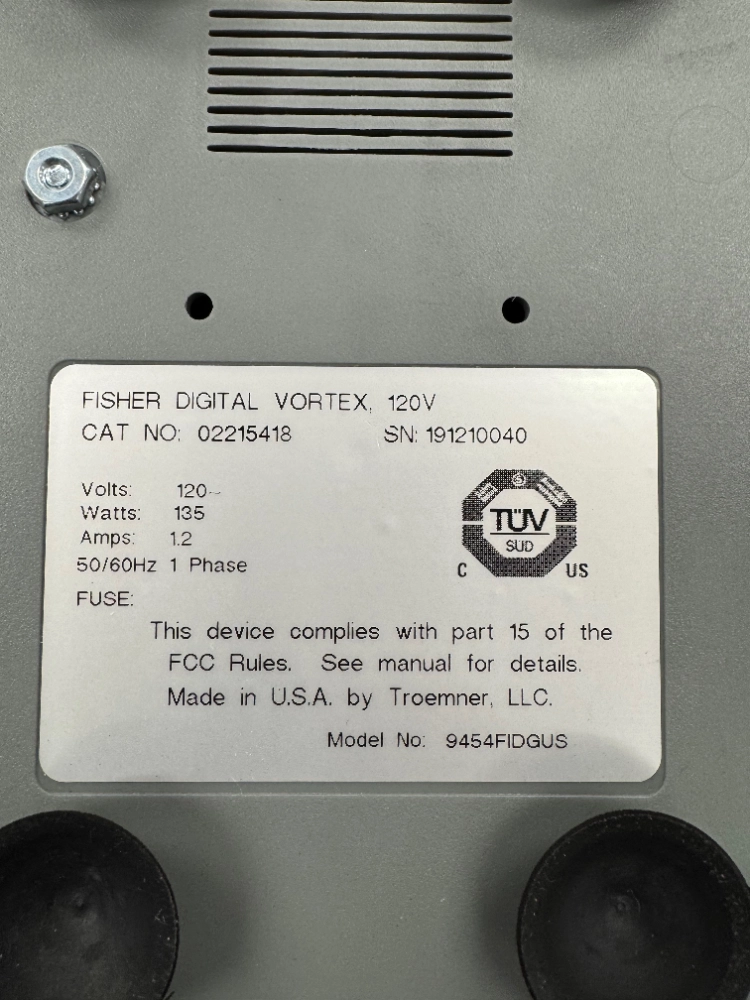 FISHER DIGITAL VORTEX, 120V
CAT NO: 02215418 SN: 191210040
Volts: 120~
Watts: 135
Amps: 1.2
50/60Hz 1 Phase
FUSE:
TÜV
SÜD
C US
This device complies with part 15 of the
FCC Rules. See manual for details.
Made in U.S.A. by Troemner, LLC.
Model No: 9454FIDGUS